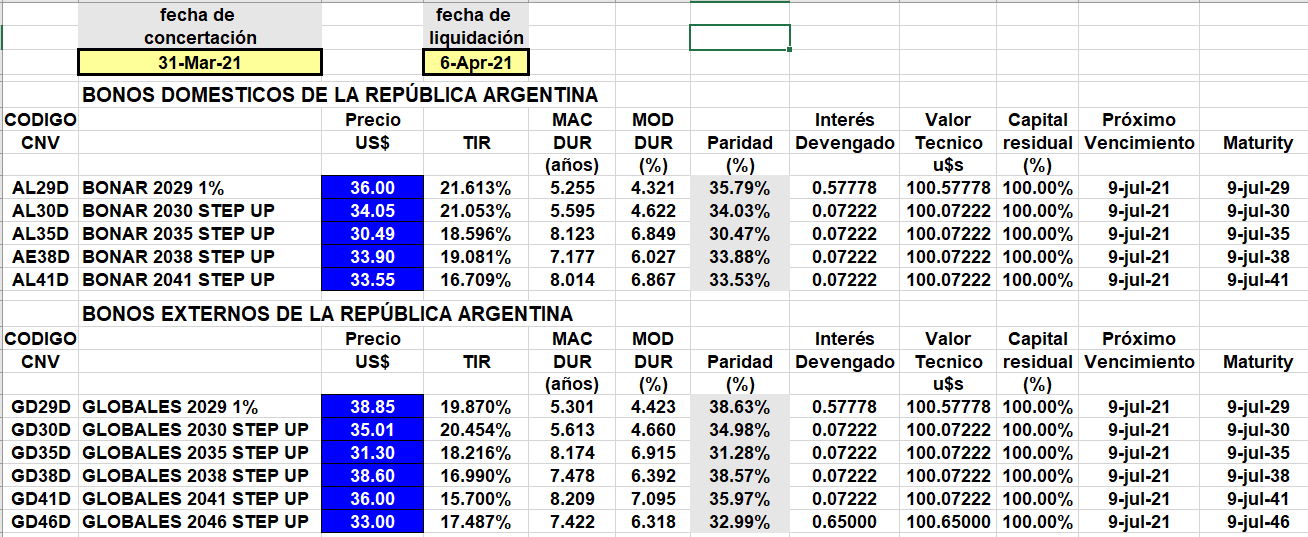 fecha de fecha de
concertación liquidación
31-Mar-21 6-Apr-21
BONOS DOMESTICOS DE LA REPÚBLICA ARGENTINA
CODIGO Precio MAC MOD Interés Valor Capital Próximo
CNV US$ TIR DUR DUR Paridad Devengado Tecnico residual Vencimiento Maturity
(años) (%) (%) u$s (%)
AL29D BONAR 2029 1% 36.00 21.613% 5.255 4.321 35.79% 0.57778 100.57778 100.00% 9-jul-21 9-jul-29
AL30D BONAR 2030 STEP UP 34.05 21.053% 5.595 4.622 34.03% 0.07222 100.07222 100.00% 9-jul-21 9-jul-30
AL35D BONAR 2035 STEP UP 30.49 18.596% 8.123 6.849 30.47% 0.07222 100.07222 100.00% 9-jul-21 9-jul-35
AE38D BONAR 2038 STEP UP 33.90 19.081% 7.177 6.027 33.88% 0.07222 100.07222 100.00% 9-jul-21 9-jul-38
AL41D BONAR 2041 STEP UP 33.55 16.709% 8.014 6.867 33.53% 0.07222 100.07222 100.00% 9-jul-21 9-jul-41
BONOS EXTERNOS DE LA REPÚBLICA ARGENTINA
CODIGO Precio MAC MOD Interés Valor Capital Próximo
CNV US$ TIR DUR DUR Paridad Devengado Tecnico residual Vencimiento Maturity
(años) (%) (%) u$s (%)
GD29D GLOBALES 2029 1% 38.85 19.870% 5.301 4.423 38.63% 0.57778 100.57778 100.00% 9-jul-21 9-jul-29
GD30D GLOBALES 2030 STEP UP 35.01 20.454% 5.613 4.660 34.98% 0.07222 100.07222 100.00% 9-jul-21 9-jul-30
GD35D GLOBALES 2035 STEP UP 31.30 18.216% 8.174 6.915 31.28% 0.07222 100.07222 100.00% 9-jul-21 9-jul-35
GD38D GLOBALES 2038 STEP UP 38.60 16.990% 7.478 6.392 38.57% 0.07222 100.07222 100.00% 9-jul-21 9-jul-38
GD41D GLOBALES 2041 STEP UP 36.00 15.700% 8.209 7.095 35.97% 0.07222 100.07222 100.00% 9-jul-21 9-jul-41
GD46D GLOBALES 2046 STEP UP 33.00 17.487% 7.422 6.318 32.99% 0.65000 100.65000 100.00% 9-jul-21 9-jul-46